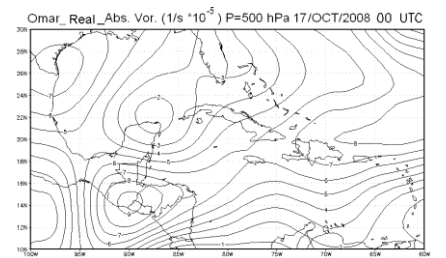 Omar_Real_Abs. Vor. (1/s *10^-5) P=500 hPa 17/OCT/2008 00 UTC
30N
28N
26N
24N
22N
20N
18N
16N
14N
12N
10N
100W 95W 90W 85W 80W 75W 70W 65W 60W